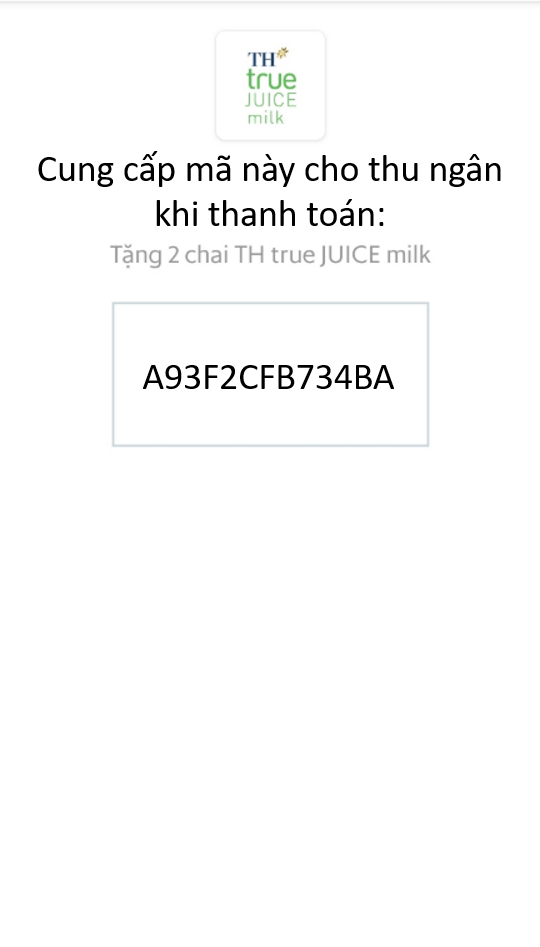 TH
true
JUICE
milk
Cung cấp mã này cho thu ngân
khi thanh toán:
Tặng 2 chai TH true JUICE milk
A93F2CFB734BA